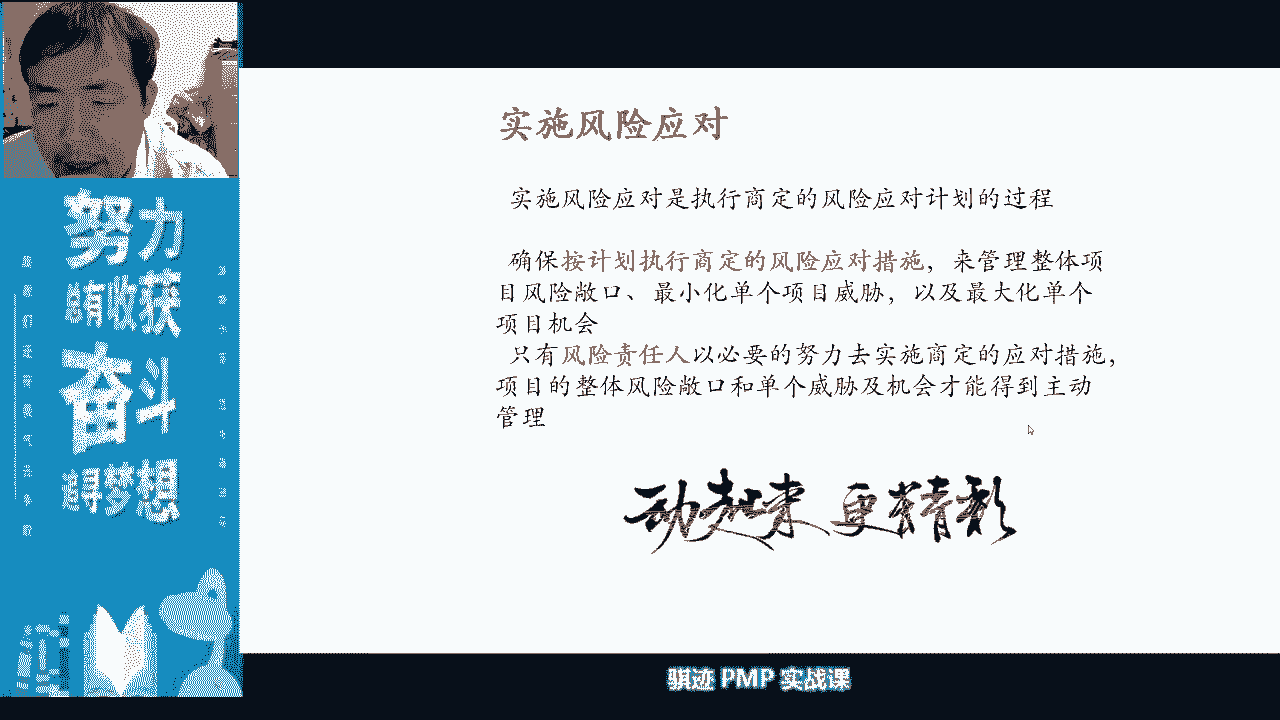 努力
总有收获
奋斗
追寻梦想
实施风险应对
实施风险应对是执行商定的风险应对计划的过程
确保按计划执行商定的风险应对措施，来管理整体项
目风险敞口、最小化单个项目威胁，以及最大化单个
项目机会
只有风险责任人以必要的努力去实施商定的应对措施，
项目的整体风险敞口和单个威胁及机会才能得到主动
管理
动起来 更精彩
骐迹 PMP 实战课